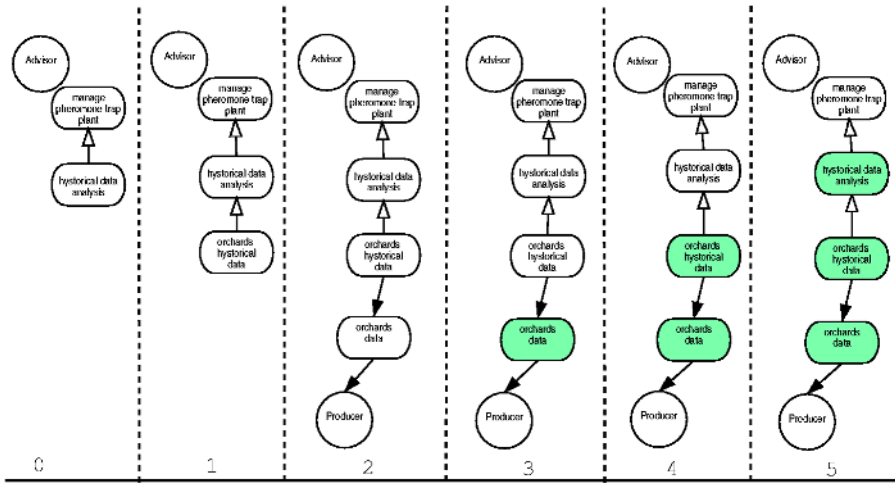 Advisor
manage
pheromone trap
plant
hystorical data
analysis
0
Advisor
manage
pheromone trap
plant
hystorical data
analysis
orchards
hystorical
data
1
Advisor
manage
pheromone trap
plant
hystorical data
analysis
orchards
hystorical
data
orchards
data
Producer
2
Advisor
manage
pheromone trap
plant
hystorical data
analysis
orchards
hystorical
data
orchards
data
Producer
3
Advisor
manage
pheromone trap
plant
hystorical data
analysis
orchards
hystorical
data
orchards
data
Producer
4
Advisor
manage
pheromone trap
plant
hystorical data
analysis
orchards
hystorical
data
orchards
data
Producer
5